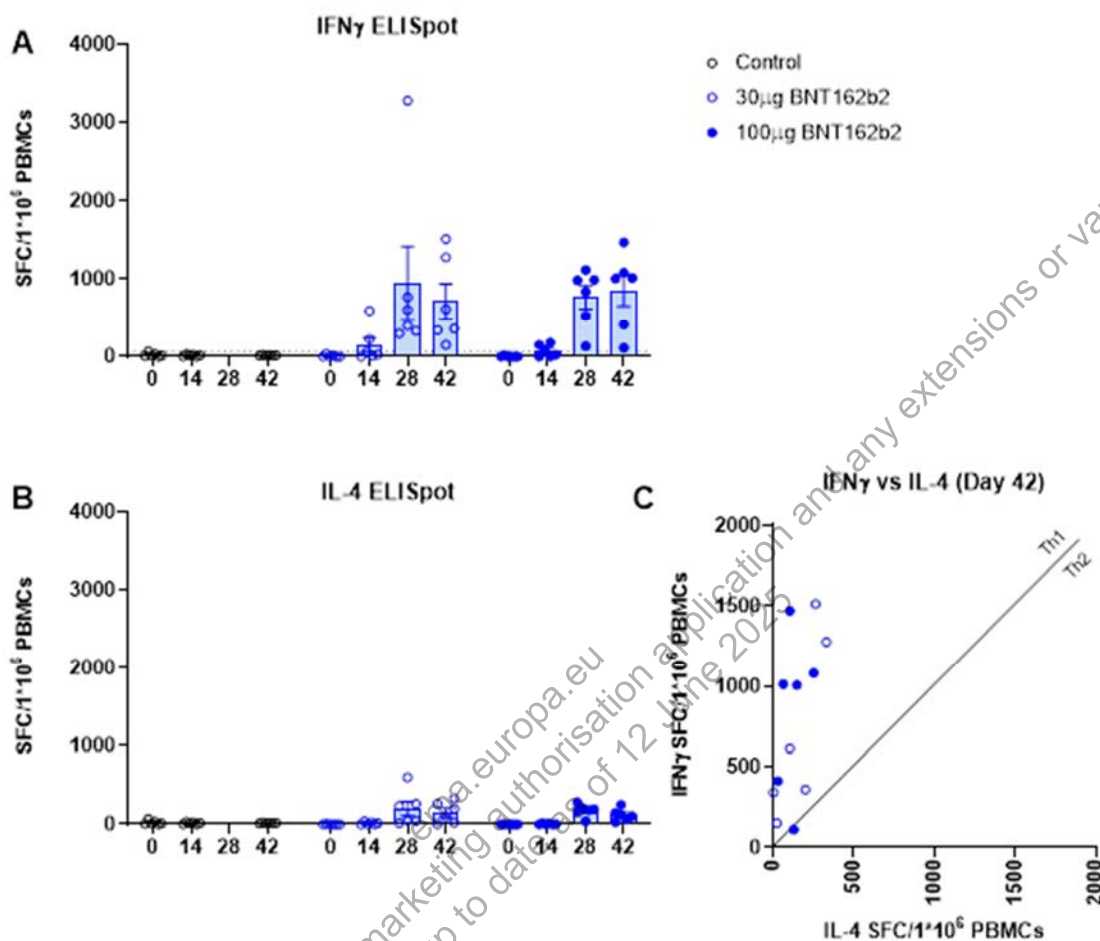 A
IFNγ ELISpot
4000
3000
2000
1000
0
SFC/1*10⁶ PBMCs
0 14 28 42 0 14 28 42 0 14 28 42
Control
30µg BNT162b2
100µg BNT162b2
B
IL-4 ELISpot
4000
3000
2000
1000
0
SFC/1*10⁶ PBMCs
0 14 28 42 0 14 28 42 0 14 28 42
C
IFNγ vs IL-4 (Day 42)
2000
1500
1000
500
0
IFNγ SFC/1*10⁶ PBMCs
Th1
Th2
0 500 1000 1500 2000
IL-4 SFC/1*10⁶ PBMCs
ema.europa.eu
marketing authorisation application and any extensions or
up to date as of 12 June 2025